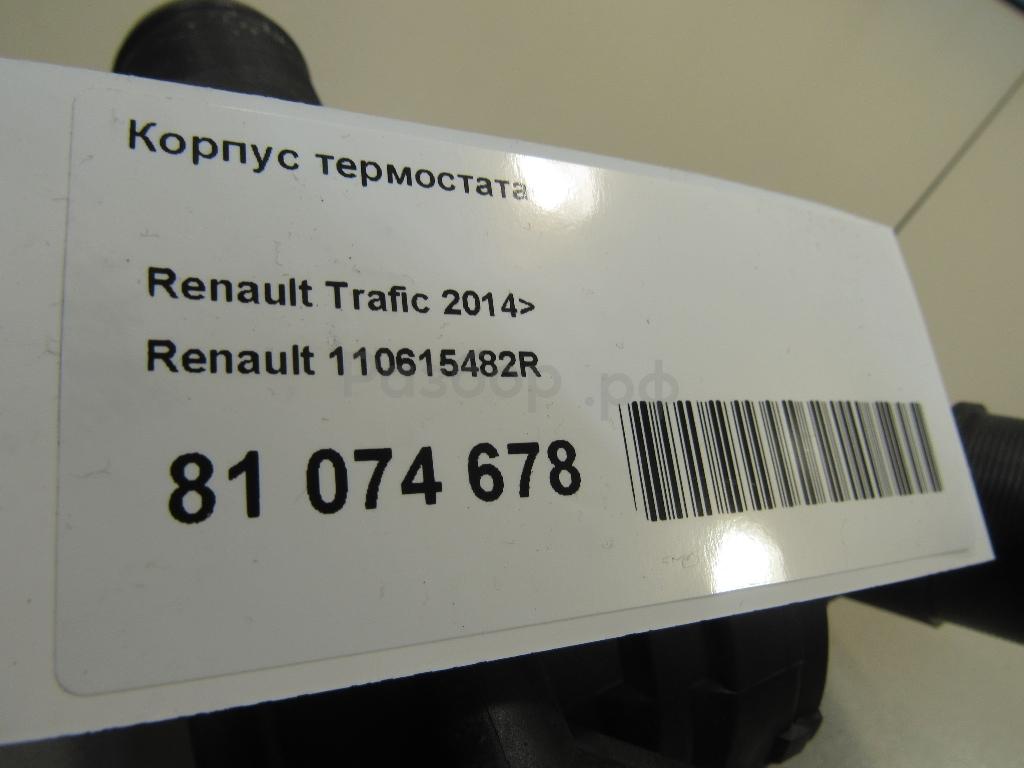 Корпус термостата
Renault Trafic 2014>
Renault 110615482R
Разбор.рф
81 074 678